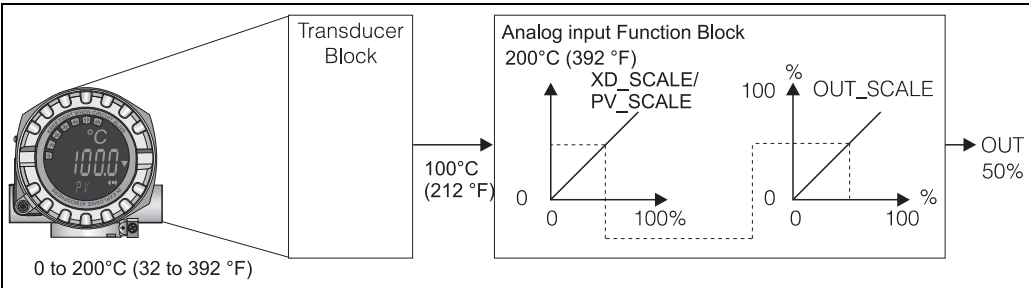 Transducer
Block
Analog input Function Block
200°C (392 °F)
XD_SCALE/
PV_SCALE
0
0
100%
%
100
OUT_SCALE
0
0
100
%
OUT
50%
100°C
(212 °F)
°C
100.0
PV
0 to 200°C (32 to 392 °F)